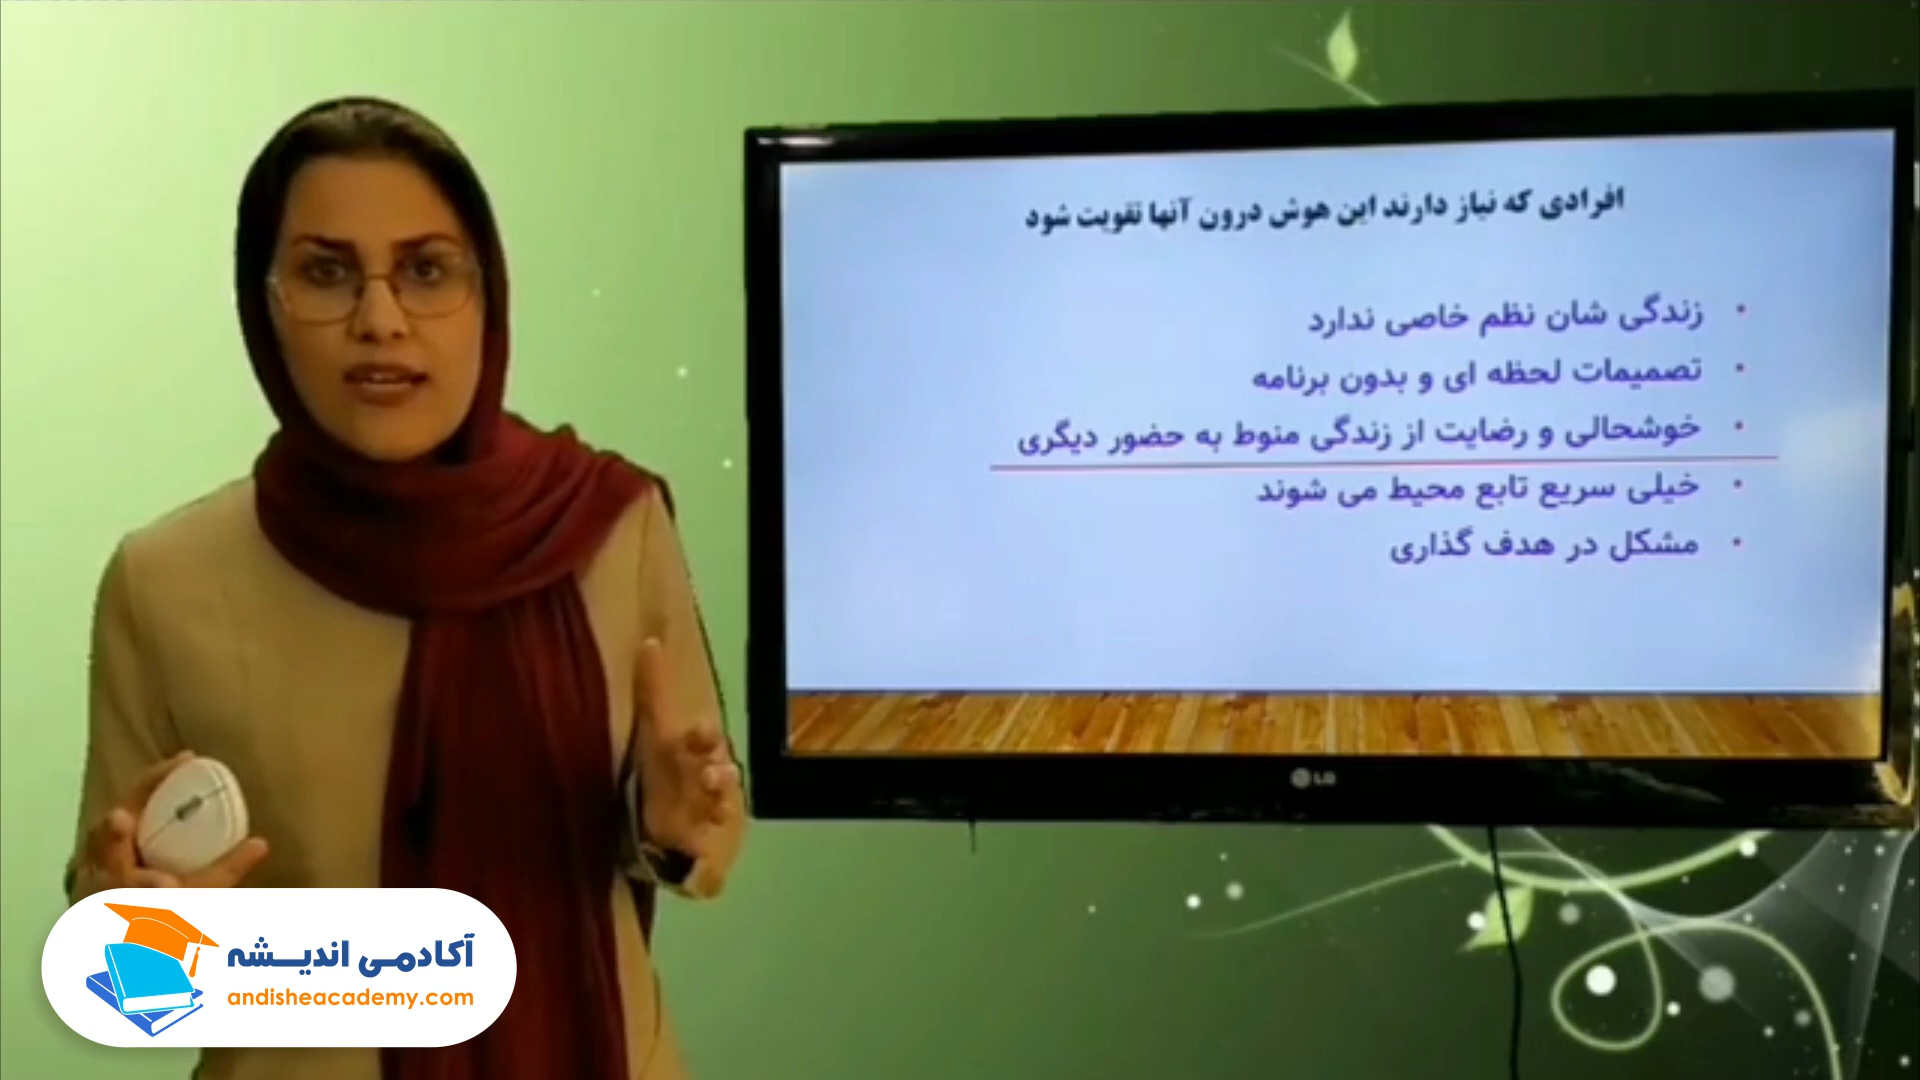 افرادی که نیاز دارند این هوش درون آنها تقویت شود
• زندگی شان نظم خاصی ندارد
• تصمیمات لحظه ای و بدون برنامه
• خوشحالی و رضایت از زندگی منوط به حضور دیگری
• خیلی سریع تابع محیط می شوند
• مشکل در هدف گذاری
LG
آکادمی اندیشه
andisheacademy.com